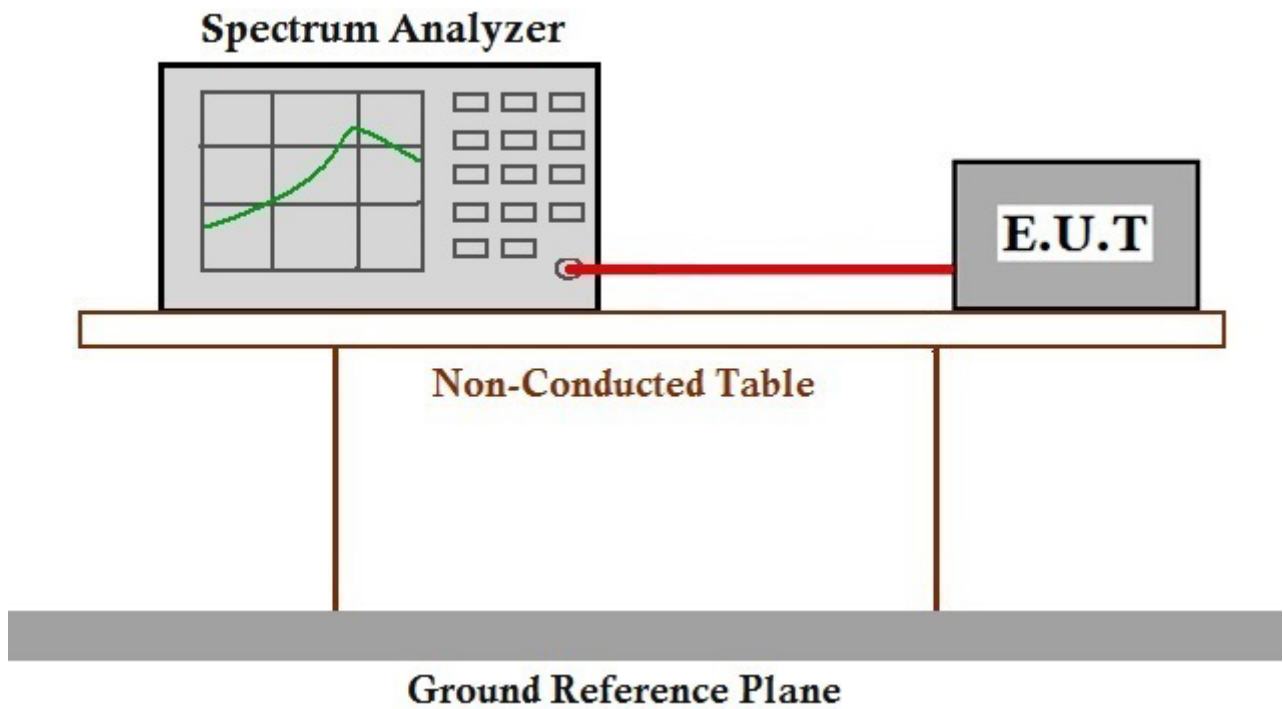 Spectrum Analyzer
E.U.T
Non-Conducted Table
Ground Reference Plane